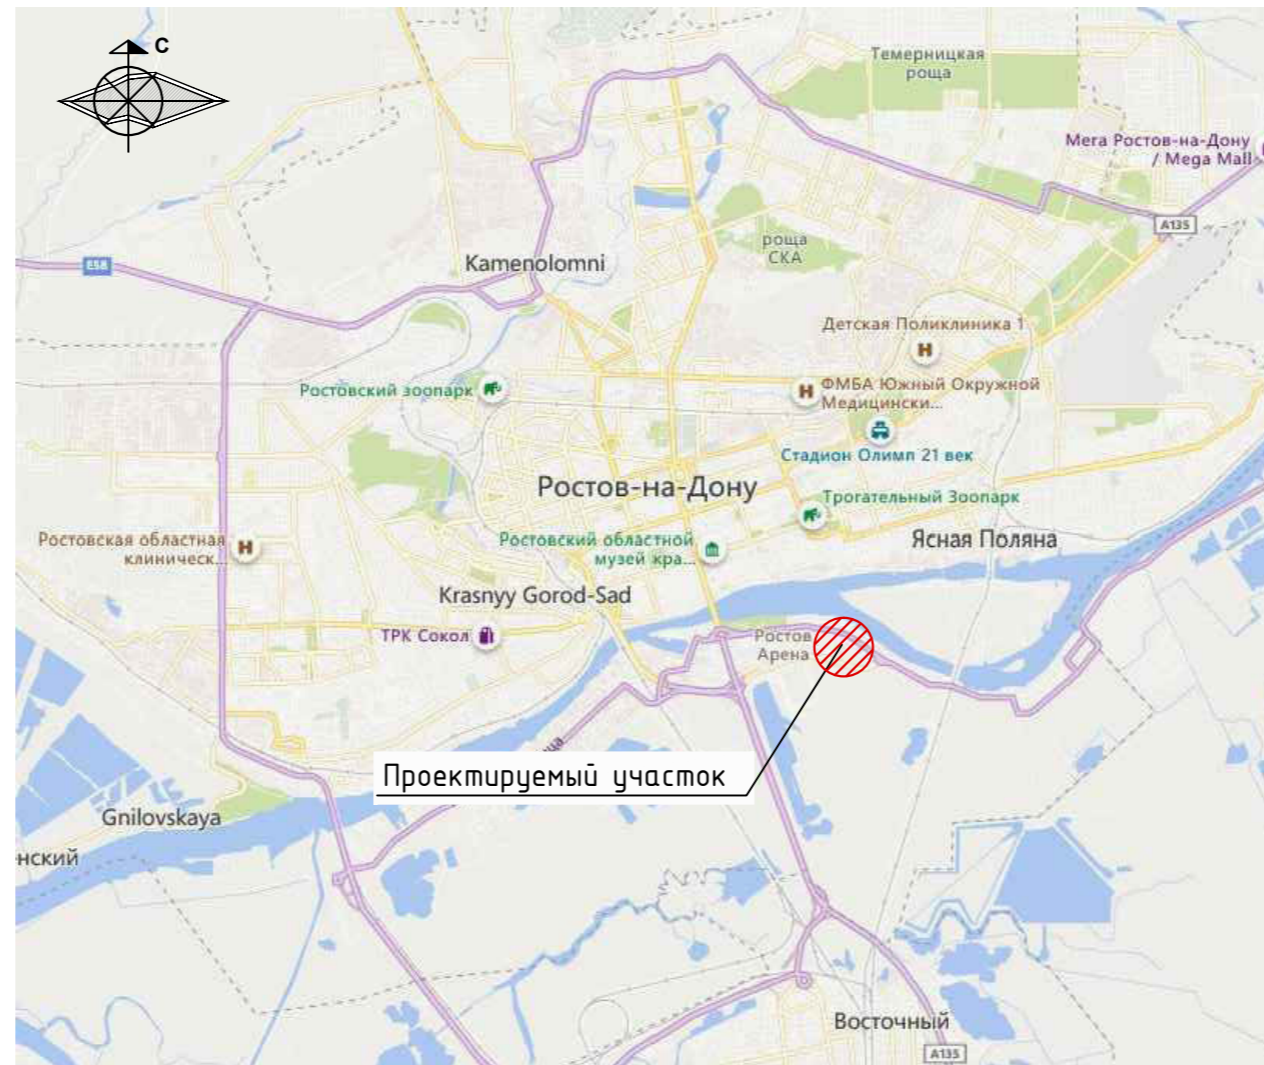 С
Темерницкая
роща
Мега Ростов-на-Дону
/ Mega Mall
A135
роща
СКА
Kamenolomni
E58
Детская Поликлиника 1
Ростовский зоопарк
ФМБА Южный Окружной
Медицински...
Стадион Олимп 21 век
Ростов-на-Дону
Трогательный Зоопарк
Ростовская областная
клиническ...
Ростовский областной
музей кра...
Ясная Поляна
Krasnyy Gorod-Sad
ТРК Сокол
Ростов
Арена
Проектируемый участок
Gnilovskaya
нский
Восточный
A135